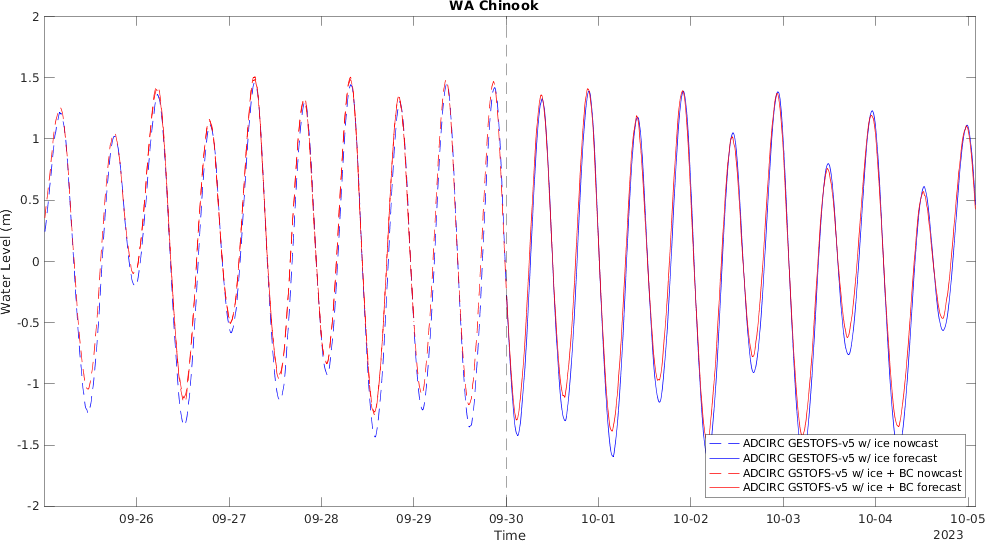 WA Chinook
2
1.5
1
0.5
0
-0.5
-1
-1.5
-2
Water Level (m)
ADCIRC GESTOFS-v5 w/ ice nowcast
ADCIRC GESTOFS-v5 w/ ice forecast
ADCIRC GSTOFS-v5 w/ ice + BC nowcast
ADCIRC GSTOFS-v5 w/ ice + BC forecast
09-26 09-27 09-28 09-29 09-30 10-01 10-02 10-03 10-04 10-05
Time 2023